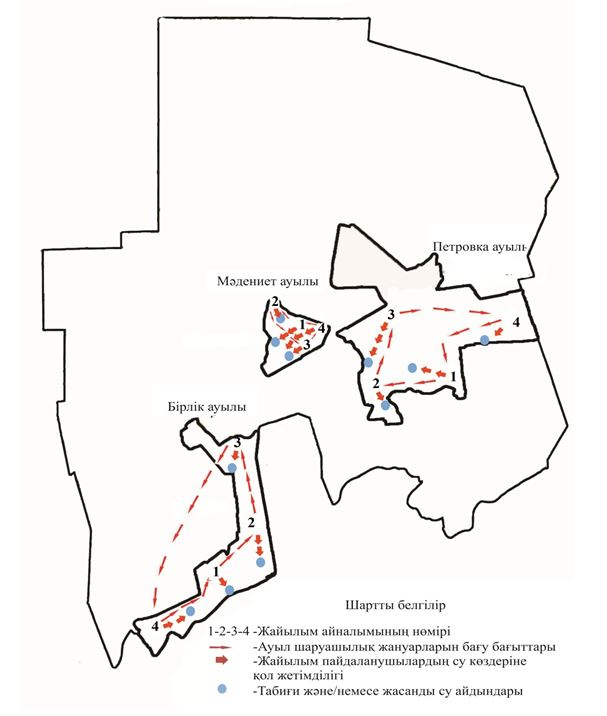 Петровка ауылы
Мәдениет ауылы
2
1
4
3
3
4
2
1
Бірлік ауылы
3
2
1
4
Шартты белгілір
1-2-3-4 -Жайылым айналымының нөмірі
-Ауыл шаруашылық жануарларын бағу бағыттары
-Жайылым пайдаланушылардың су көздеріне
қол жетімділігі
-Табиғи және/немесе жасанды су айдындары